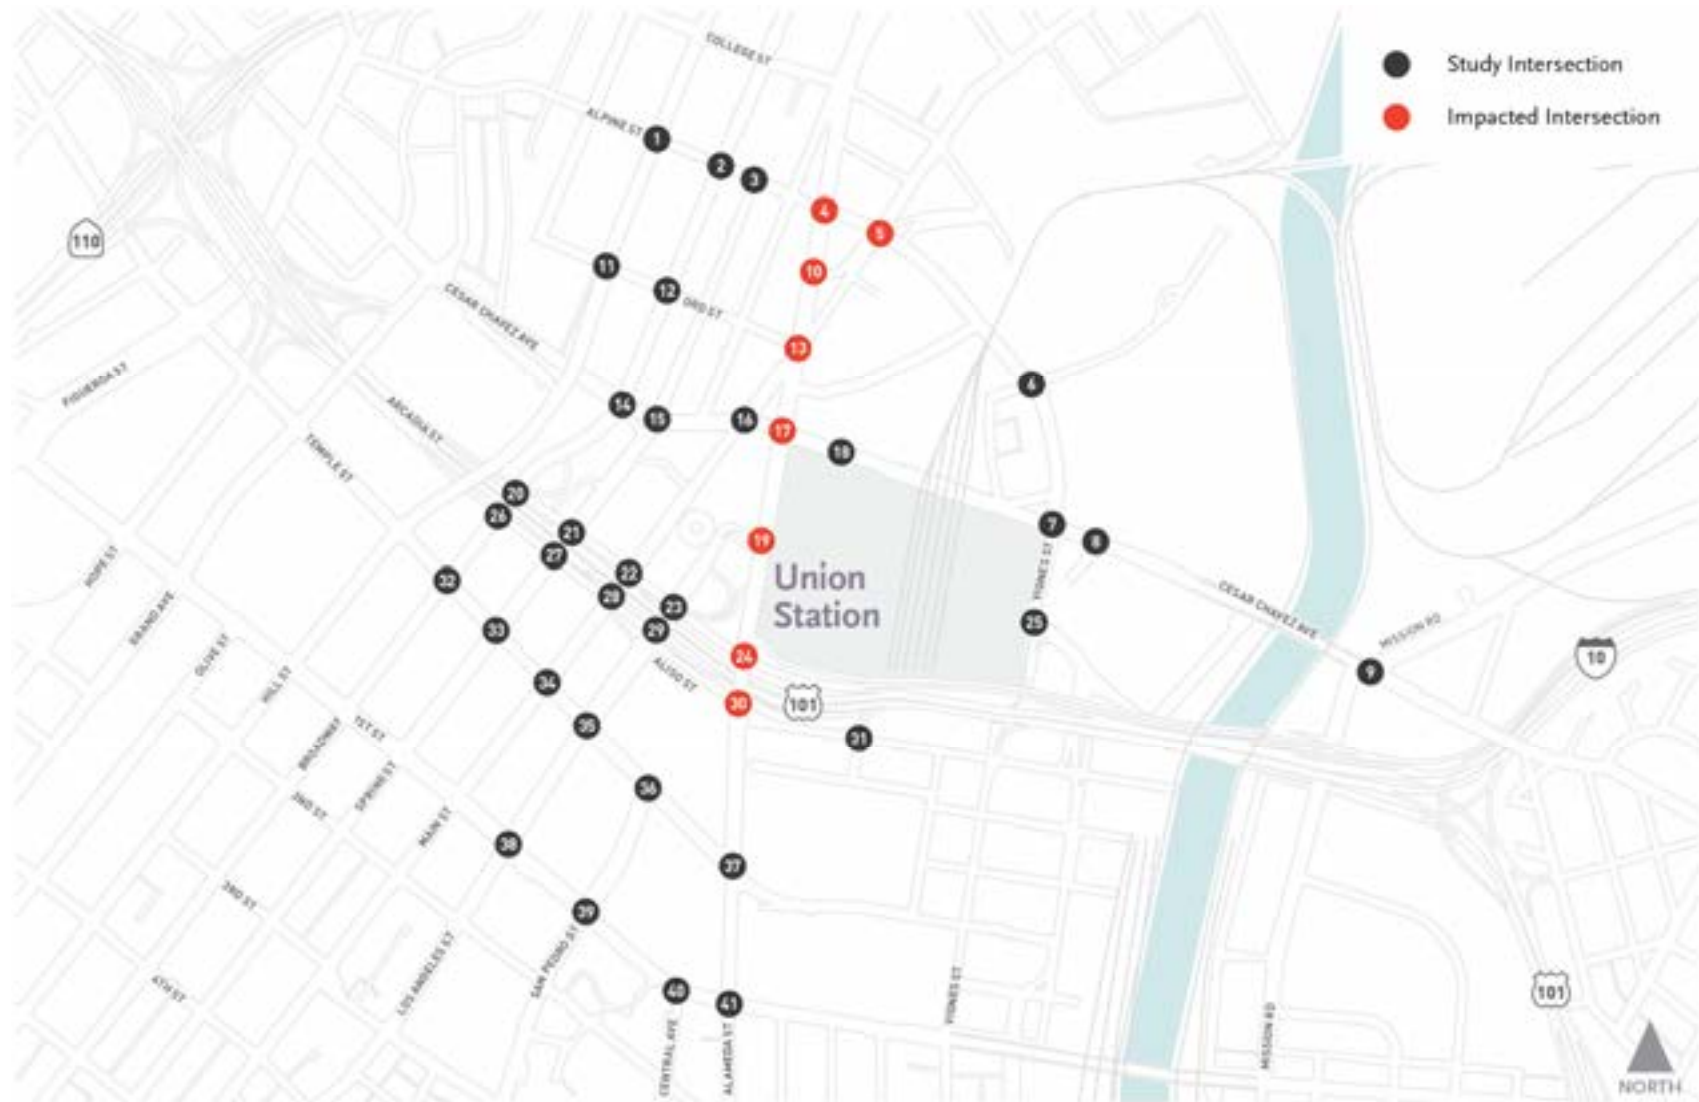 COLLEGE ST
Study Intersection
ALPINE ST
1
Impacted Intersection
2
3
4
5
110
11
10
12
ORD ST
CESAR CHAVEZ AVE
13
FIGUEROA ST
6
ARCADIA ST
14
15
16
17
18
TEMPLE ST
20
26
21
7
19
8
27
HOPE ST
22
Union
Station
VIGNES ST
32
28
23
CESAR CHAVEZ AVE
GRAND AVE
33
29
25
MISSION RD
OLIVE ST
24
10
9
HILL ST
34
ALISO ST
30
101
1ST ST
35
31
BROADWAY
SPRING ST
36
2ND ST
MAIN ST
38
37
3RD ST
39
SAN PEDRO ST
LOS ANGELES ST
4TH ST
40
41
VIGNES ST
101
CENTRAL AVE
ALAMEDA ST
MISSION RD
NORTH